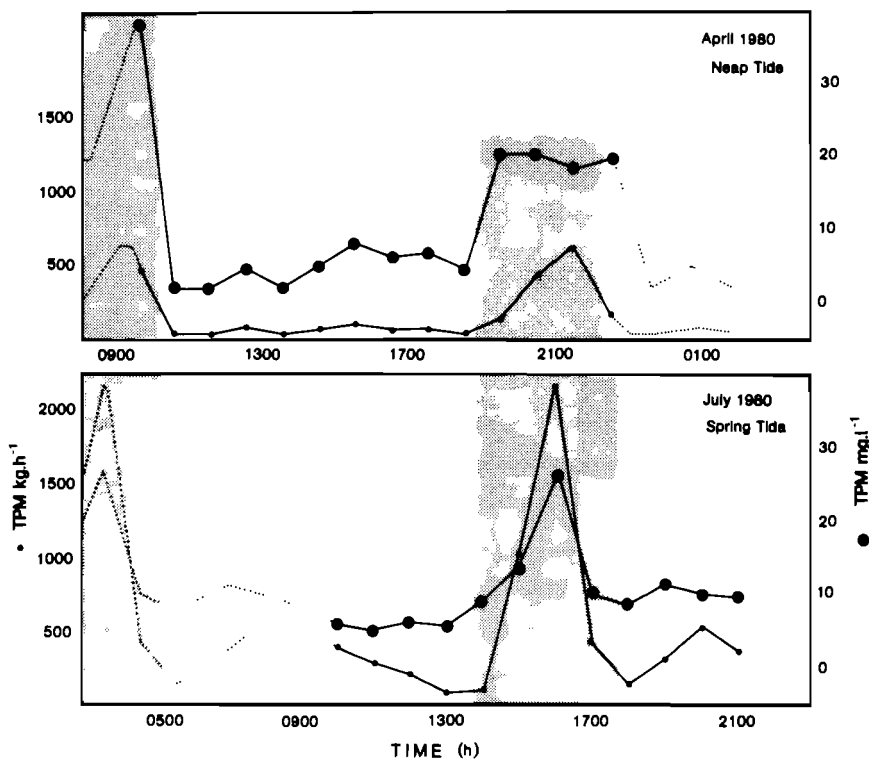 April 1980
Neap Tide
1500
1000
500
30
20
10
0
0900 1300 1700 2100 0100
July 1980
Spring Tida
2000
1500
1000
500
30
20
10
0
• TPM kg.h-1
● TPM mg.l-1
0500 0900 1300 1700 2100
TIME (h)